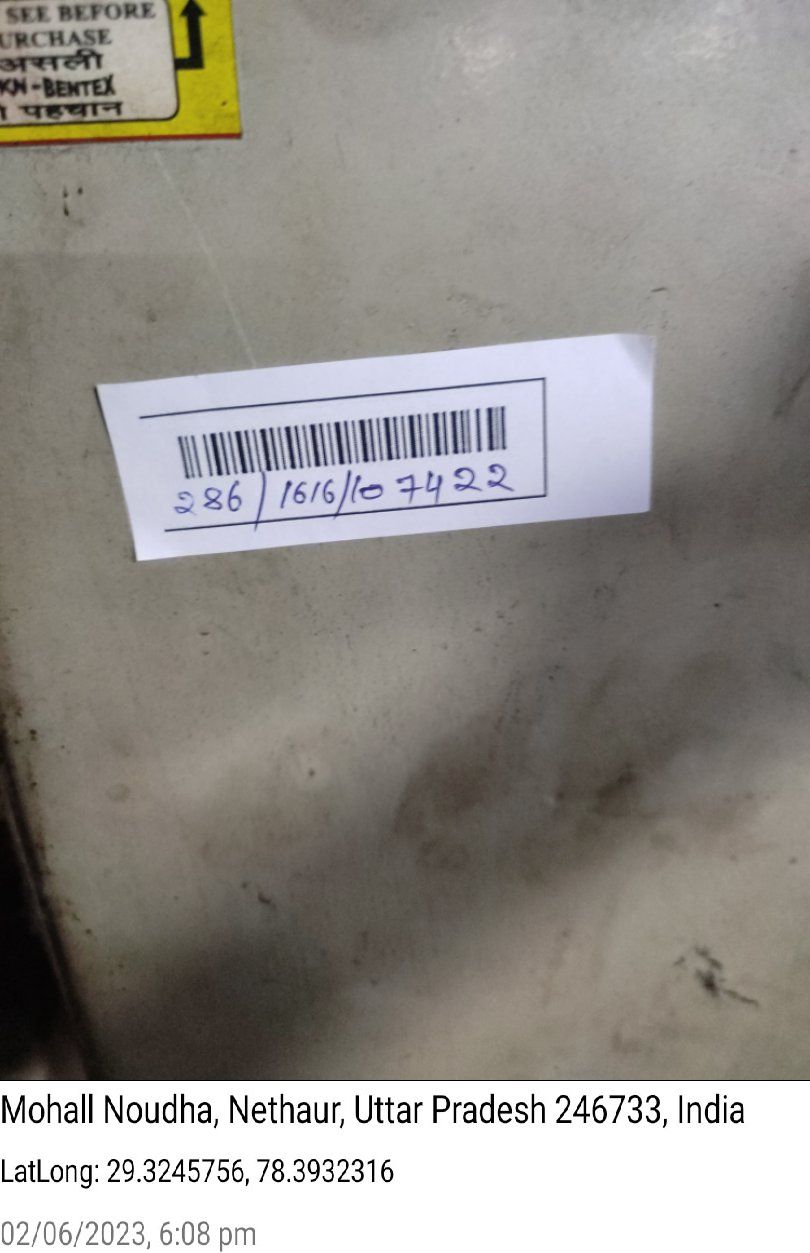 SEE BEFORE
URCHASE
असली
KN-BENTEX
पहचान
286/1616/107422
Mohall Noudha, Nethaur, Uttar Pradesh 246733, India
LatLong: 29.3245756, 78.3932316
02/06/2023, 6:08 pm